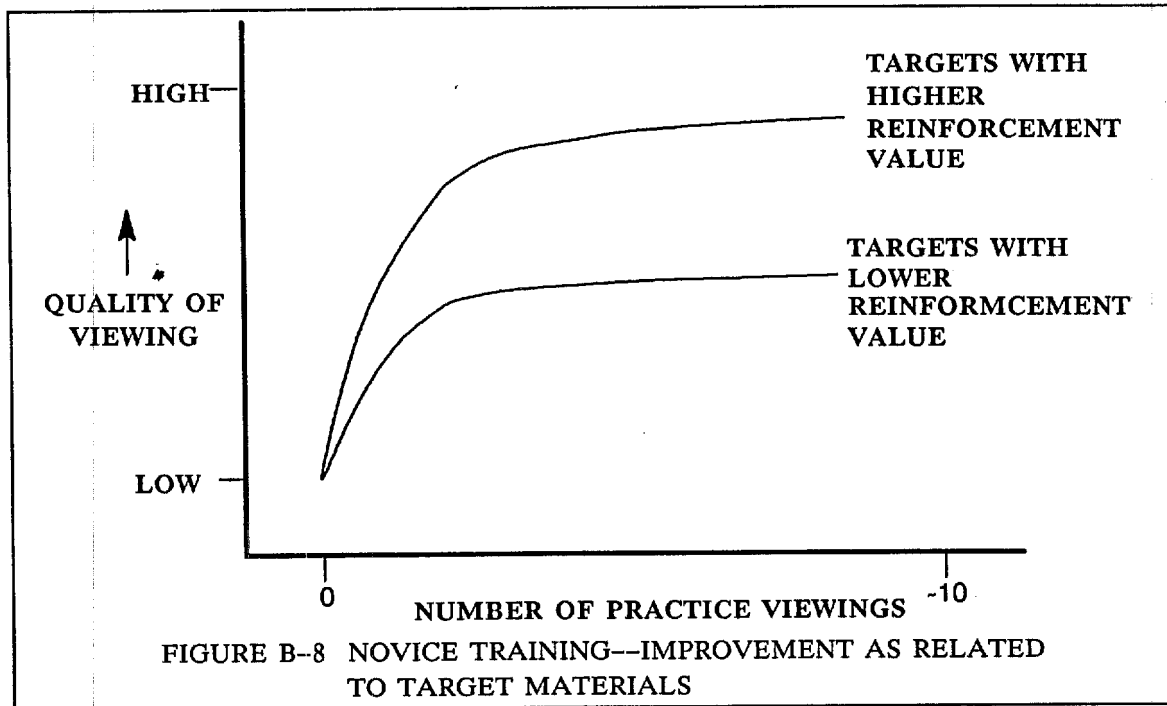 HIGH
TARGETS WITH
HIGHER
REINFORCEMENT
VALUE
QUALITY OF
VIEWING
TARGETS WITH
LOWER
REINFORMCEMENT
VALUE
LOW
0
~10
NUMBER OF PRACTICE VIEWINGS
FIGURE B-8 NOVICE TRAINING--IMPROVEMENT AS RELATED
TO TARGET MATERIALS